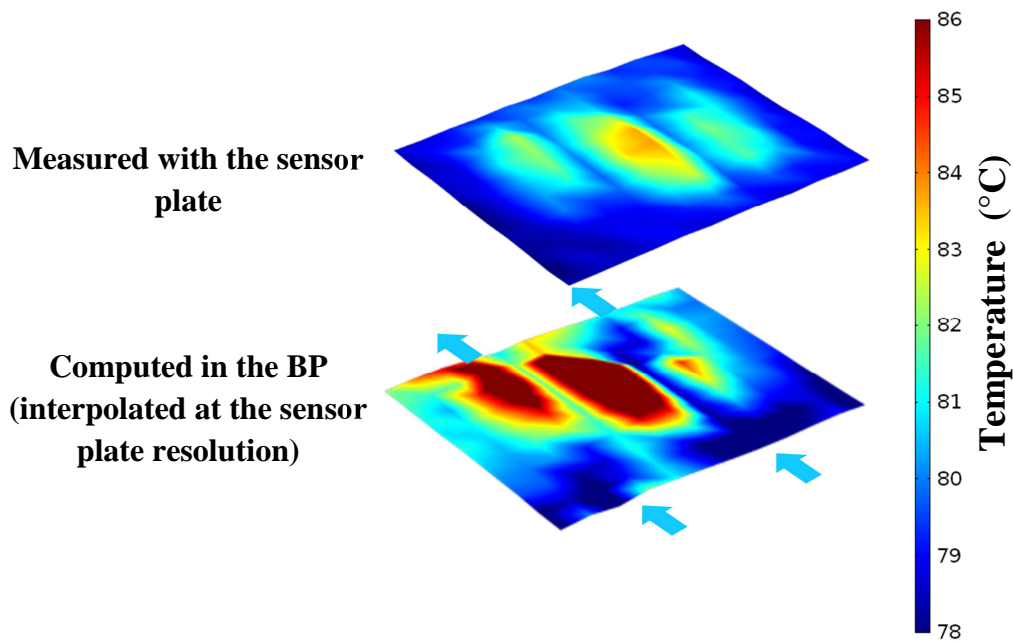 Measured with the sensor
plate
Computed in the BP
(interpolated at the sensor
plate resolution)
86
85
84
83
82
81
80
79
78
Temperature (°C)